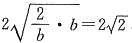 2√(2/b · b) = 2√2.